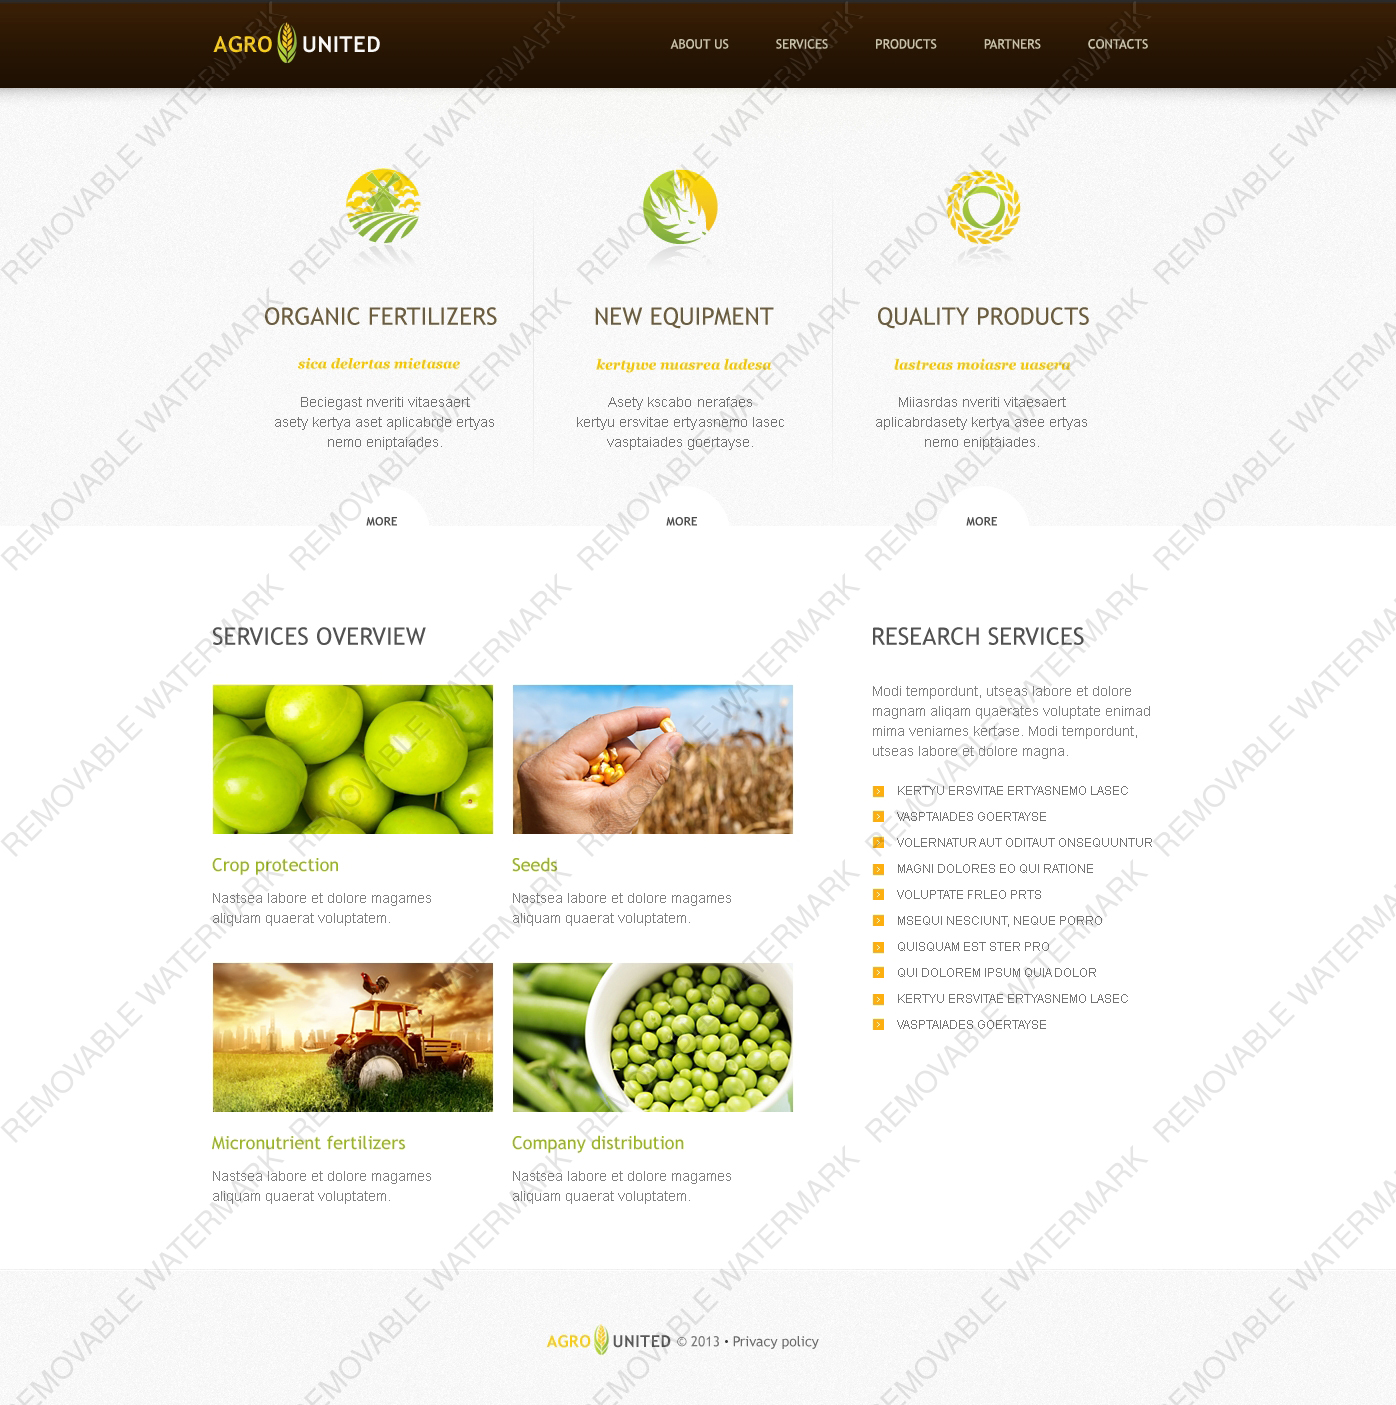 AGRO UNITED
ABOUT US SERVICES PRODUCTS PARTNERS CONTACTS
ORGANIC FERTILIZERS
sica delertas mietasae
Beciegast nveriti vitaesaert
asety kertya aset aplicabrde ertyas
nemo eniptaiades.
MORE
NEW EQUIPMENT
kertywe nuasrea ladesa
Asety kscabo nerafaes
kertyu ersvitae ertyasnemo lasec
vasptaiades goertayse.
MORE
QUALITY PRODUCTS
lastreas moiasre uasera
Miiasrdas nveriti vitaesaert
aplicabrdasety kertya asee ertyas
nemo eniptaiades.
MORE
SERVICES OVERVIEW
Crop protection
Nastsea labore et dolore magames
aliquam quaerat voluptatem.
Seeds
Nastsea labore et dolore magames
aliquam quaerat voluptatem.
Micronutrient fertilizers
Nastsea labore et dolore magames
aliquam quaerat voluptatem.
Company distribution
Nastsea labore et dolore magames
aliquam quaerat voluptatem.
RESEARCH SERVICES
Modi tempordunt, utseas labore et dolore
magnam aliqam quaerates voluptate enimad
mima veniames kertase. Modi tempordunt,
utseas labore et dolore magna.
KERTYU ERSVITAE ERTYASNEMO LASEC
VASPTAIADES GOERTAYSE
VOLERNATUR AUT ODITAUT ONSEQUUNTUR
MAGNI DOLORES EO QUI RATIONE
VOLUPTATE FRLEO PRTS
MSEQUI NESCIUNT, NEQUE PORRO
QUISQUAM EST STER PRO
QUI DOLOREM IPSUM QUIA DOLOR
KERTYU ERSVITAE ERTYASNEMO LASEC
VASPTAIADES GOERTAYSE
AGRO UNITED © 2013 • Privacy policy
REMOVABLE WATERMARK